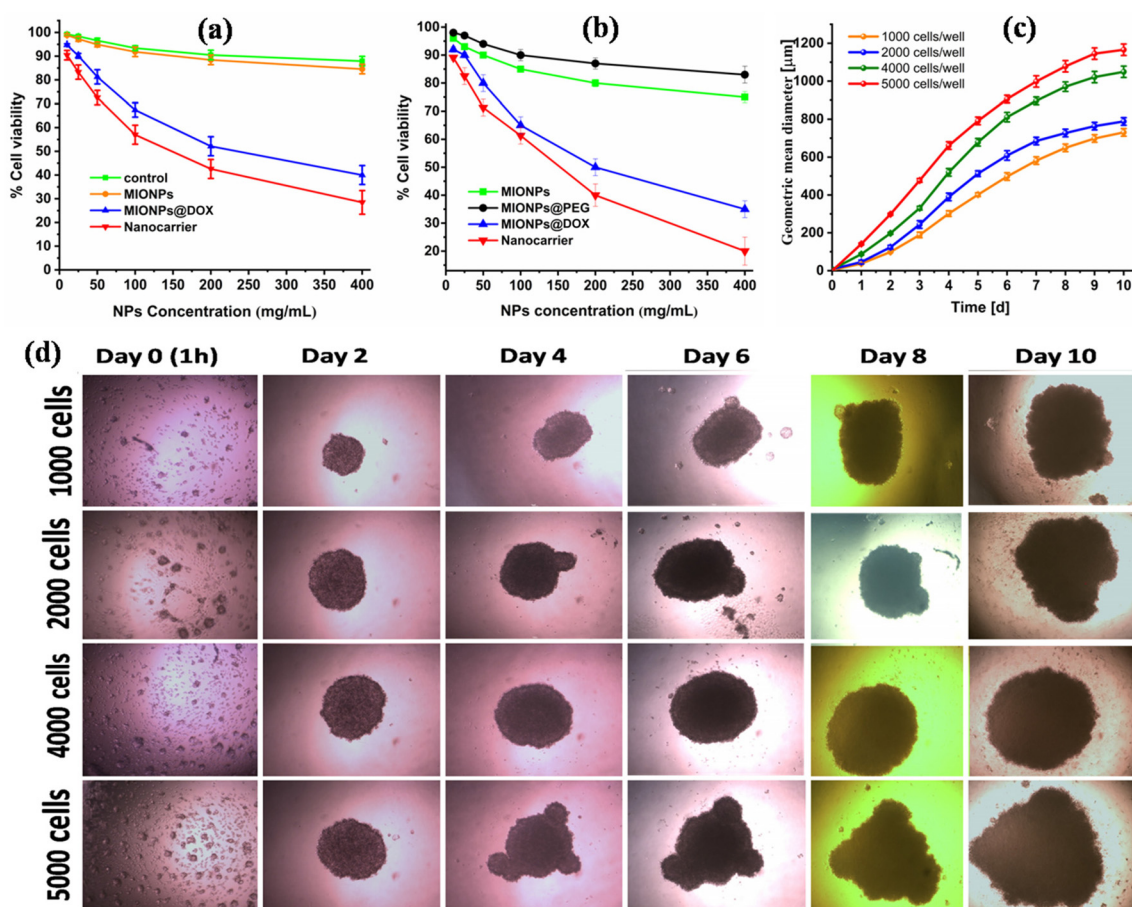 (a)
100
90
80
70
60
50
40
30
20
10
0
% Cell viability
control
MIONPs
MIONPs@DOX
Nanocarrier
0 50 100 150 200 250 300 350 400
NPs Concentration (mg/mL)
(b)
100
90
80
70
60
50
40
30
20
% Cell viability
MIONPs
MIONPs@PEG
MIONPs@DOX
Nanocarrier
0 50 100 150 200 250 300 350 400
NPs concentration (mg/mL)
(c)
1200
1000
800
600
400
200
0
Geometric mean diameter [µm]
1000 cells/well
2000 cells/well
4000 cells/well
5000 cells/well
0 1 2 3 4 5 6 7 8 9 10
Time [d]
(d)
Day 0 (1h) Day 2 Day 4 Day 6 Day 8 Day 10
1000 cells
2000 cells
4000 cells
5000 cells